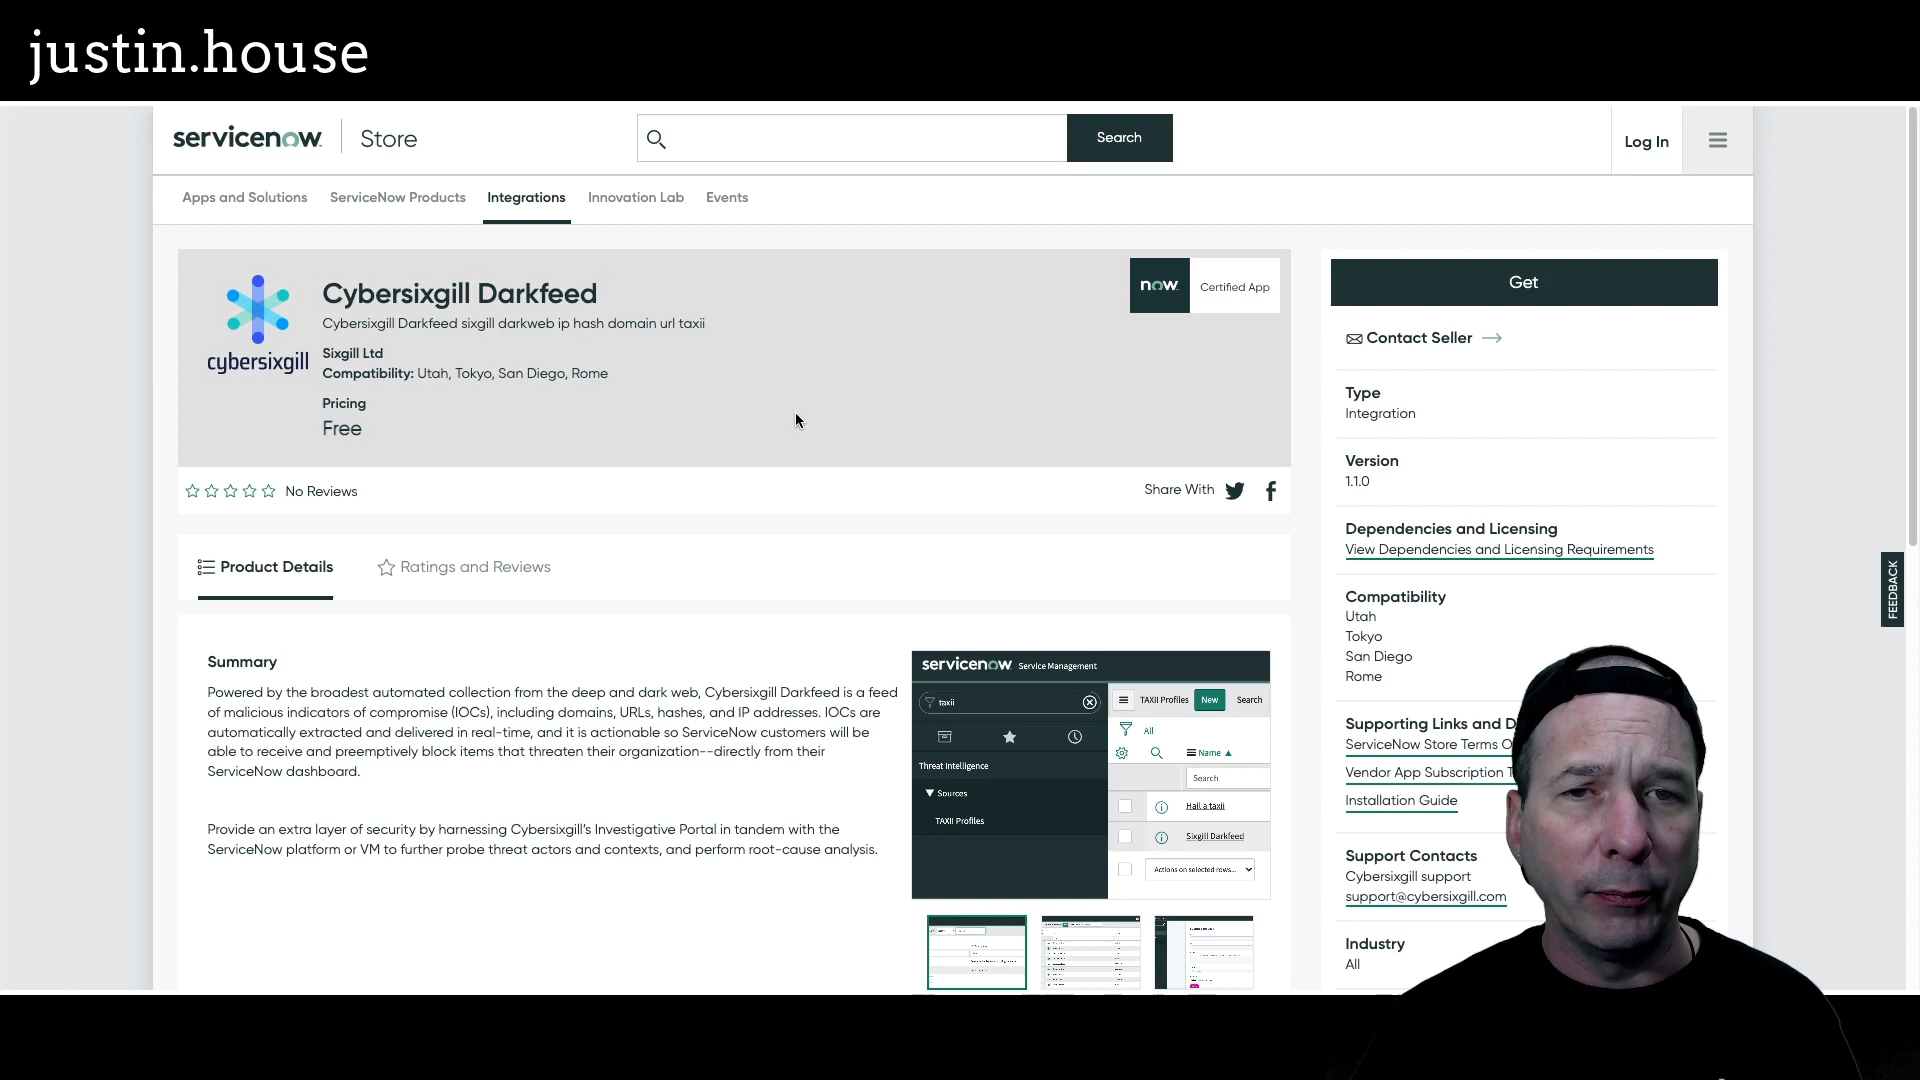 justin.house
servicenow
Store
Search
Log In
Apps and Solutions
ServiceNow Products
Integrations
Innovation Lab
Events
cybersixgill
Cybersixgill Darkfeed
Cybersixgill Darkfeed sixgill darkweb ip hash domain url taxii
Sixgill Ltd
Compatibility: Utah, Tokyo, San Diego, Rome
Pricing
Free
now
Certified App
No Reviews
Share With
Product Details
Ratings and Reviews
Summary
Powered by the broadest automated collection from the deep and dark web, Cybersixgill Darkfeed is a feed
of malicious indicators of compromise (IOCs), including domains, URLs, hashes, and IP addresses. IOCs are
automatically extracted and delivered in real-time, and it is actionable so ServiceNow customers will be
able to receive and preemptively block items that threaten their organization--directly from their
ServiceNow dashboard.
Provide an extra layer of security by harnessing Cybersixgill's Investigative Portal in tandem with the
ServiceNow platform or VM to further probe threat actors and contexts, and perform root-cause analysis.
servicenow Service Management
taxii
Threat Intelligence
Sources
TAXII Profiles
TAXII Profiles
New
Search
All
Name
Search
Hail a taxii
Sixgill Darkfeed
Actions on selected rows...
Get
Contact Seller
Type
Integration
Version
1.1.0
Dependencies and Licensing
View Dependencies and Licensing Requirements
Compatibility
Utah
Tokyo
San Diego
Rome
Supporting Links and D
ServiceNow Store Terms O
Vendor App Subscription T
Installation Guide
Support Contacts
Cybersixgill support
support@cybersixgill.com
Industry
All
FEEDBACK